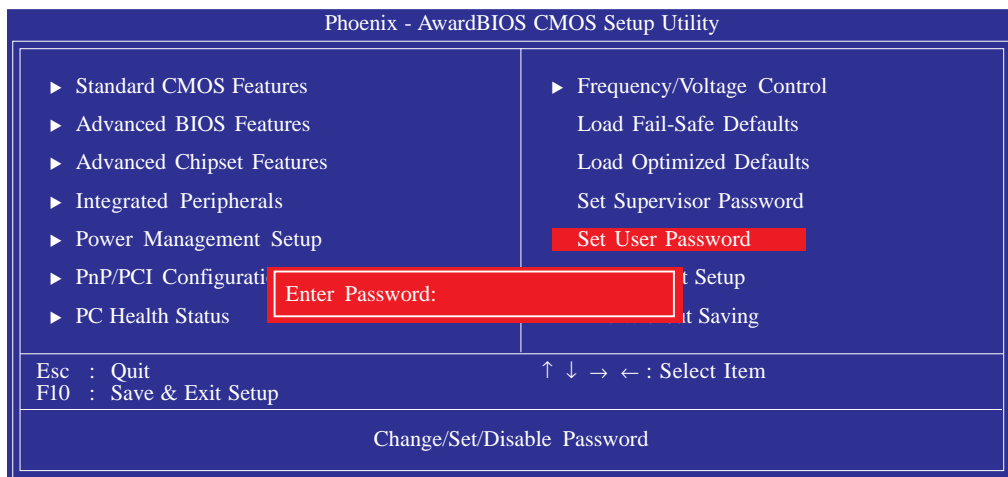 Phoenix - AwardBIOS CMOS Setup Utility
▶ Standard CMOS Features
▶ Advanced BIOS Features
▶ Advanced Chipset Features
▶ Integrated Peripherals
▶ Power Management Setup
▶ PnP/PCI Configurati
▶ PC Health Status
▶ Frequency/Voltage Control
Load Fail-Safe Defaults
Load Optimized Defaults
Set Supervisor Password
Set User Password
t Setup
ut Saving
Enter Password:
Esc : Quit
F10 : Save & Exit Setup
↑ ↓ → ← : Select Item
Change/Set/Disable Password